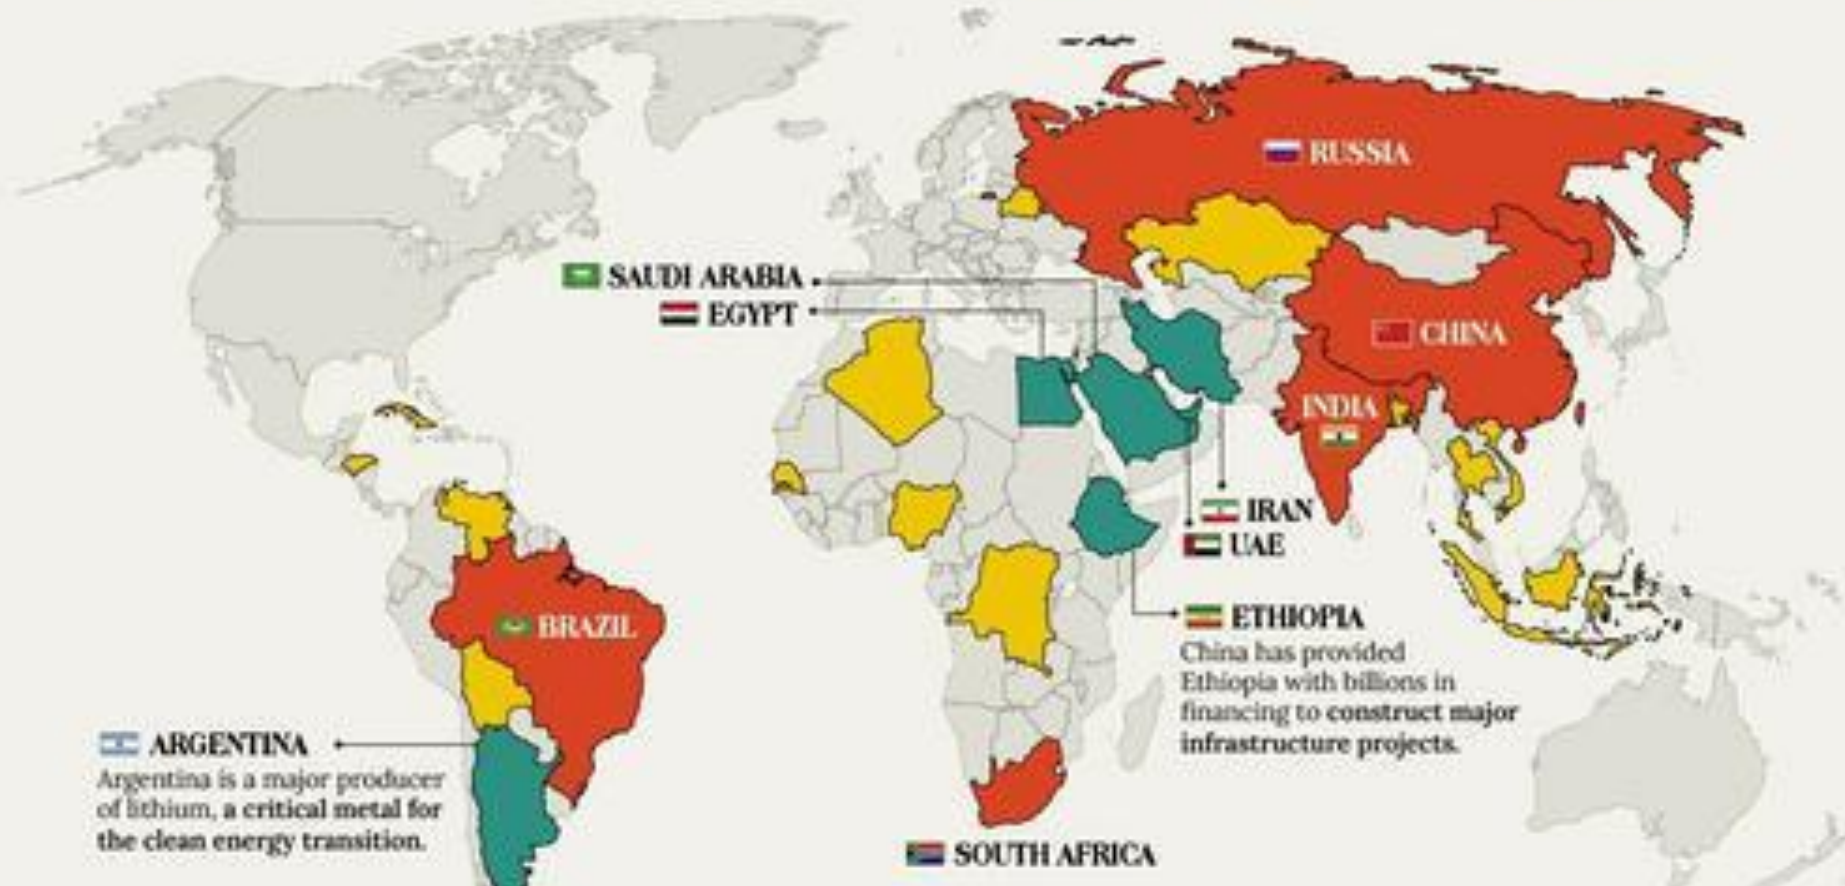 RUSSIA
SAUDI ARABIA
EGYPT
CHINA
INDIA
IRAN
UAE
BRAZIL
ETHIOPIA
China has provided
Ethiopia with billions in
financing to construct major
infrastructure projects.
ARGENTINA
Argentina is a major producer
of lithium, a critical metal for
the clean energy transition.
SOUTH AFRICA